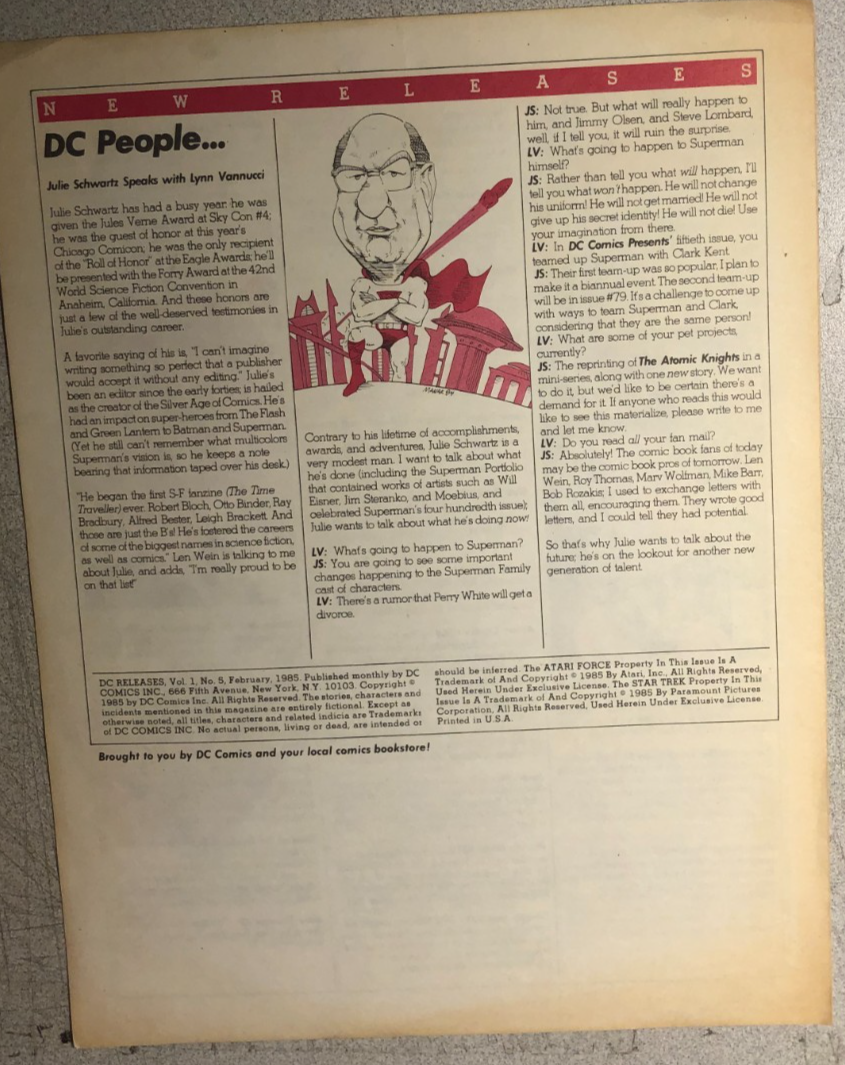 N E W R E L E A S E S
DC People...
Julie Schwartz Speaks with Lynn Vannucci
Julie Schwartz has had a busy year: he was
given the Jules Verne Award at Sky Con #4;
he was the guest of honor at this year's
Chicago Comicon; he was the only recipient
of the "Roll of Honor" at the Eagle Awards; he'll
be presented with the Forry Award at the 42nd
World Science Fiction Convention in
Anaheim, California. And these honors are
just a few of the well-deserved testimonies in
Julie's outstanding career.
A favorite saying of his is, "I can't imagine
writing something so perfect that a publisher
would accept it without any editing." Julie's
been an editor since the early forties; is hailed
as the creator of the Silver Age of Comics. He's
had an impact on super-heroes from The Flash
and Green Lantern to Batman and Superman.
(Yet he still can't remember what multicolors
Superman's vision is, so he keeps a note
bearing that information taped over his desk.)
"He began the first S-F fanzine (The Time
Traveller) ever. Robert Bloch, Otto Binder, Ray
Bradbury, Alfred Bester, Leigh Brackett. And
those are just the B's! He's fostered the careers
of some of the biggest names in science fiction,
as well as comics." Len Wein is talking to me
about Julie, and adds, "I'm really proud to be
on that list!"
Contrary to his lifetime of accomplishments,
awards, and adventures, Julie Schwartz is a
very modest man. I want to talk about what
he's done (including the Superman Portfolio
that contained works of artists such as Will
Eisner, Jim Steranko, and Moebius, and
celebrated Superman's four hundredth issue);
Julie wants to talk about what he's doing now!
LV: What's going to happen to Superman?
JS: You are going to see some important
changes happening to the Superman Family
cast of characters.
LV: There's a rumor that Perry White will get a
divorce.
JS: Not true. But what will really happen to
him, and Jimmy Olsen, and Steve Lombard,
well, if I tell you, it will ruin the surprise.
LV: What's going to happen to Superman
himself?
JS: Rather than tell you what will happen, I'll
tell you what won't happen. He will not change
his uniform! He will not get married! He will not
give up his secret identity! He will not die! Use
your imagination from there.
LV: In DC Comics Presents' fiftieth issue, you
teamed up Superman with Clark Kent.
JS: Their first team-up was so popular, I plan to
make it a biannual event. The second team-up
will be in issue #79. It's a challenge to come up
with ways to team Superman and Clark,
considering that they are the same person!
LV: What are some of your pet projects,
currently?
JS: The reprinting of The Atomic Knights in a
mini-series, along with one new story. We want
to do it, but we'd like to be certain there's a
demand for it. If anyone who reads this would
like to see this materialize, please write to me
and let me know.
LV: Do you read all your fan mail?
JS: Absolutely! The comic book fans of today
may be the comic book pros of tomorrow. Len
Wein, Roy Thomas, Marv Wolfman, Mike Barr,
Bob Rozakis; I used to exchange letters with
them all, encouraging them. They wrote good
letters, and I could tell they had potential.
So that's why Julie wants to talk about the
future; he's on the lookout for another new
generation of talent.
DC RELEASES, Vol. 1, No. 5, February, 1985. Published monthly by DC
COMICS INC., 666 Fifth Avenue, New York, N.Y. 10103. Copyright ©
1985 by DC Comics Inc. All Rights Reserved. The stories, characters and
incidents mentioned in this magazine are entirely fictional. Except as
otherwise noted, all titles, characters and related indicia are Trademarks
of DC COMICS INC. No actual persons, living or dead, are intended or
should be inferred. The ATARI FORCE Property In This Issue Is A
Trademark of And Copyright © 1985 By Atari, Inc., All Rights Reserved,
Used Herein Under Exclusive License. The STAR TREK Property In This
Issue Is A Trademark of And Copyright © 1985 By Paramount Pictures
Corporation, All Rights Reserved, Used Herein Under Exclusive License.
Printed in U.S.A.
Brought to you by DC Comics and your local comics bookstore!